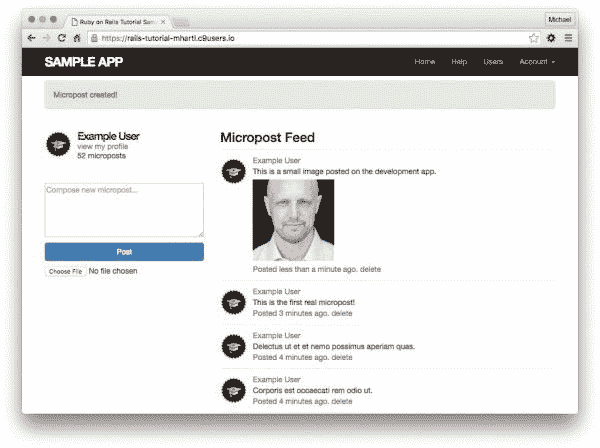 Ruby on Rails Tutorial Sam
Michael
https://rails-tutorial-mhartl.c9users.io
SAMPLE APP
Home
Help
Users
Account
Micropost created!
Example User
view my profile
52 microposts
Compose new micropost...
Post
Choose File No file chosen
Micropost Feed
Example User
This is a small image posted on the development app.
Posted less than a minute ago. delete
Example User
This is the first real micropost!
Posted 3 minutes ago. delete
Example User
Delectus ut et et nemo possimus aperiam quas.
Posted 4 minutes ago. delete
Example User
Corporis est occaecati rem odio ut.
Posted 4 minutes ago. delete